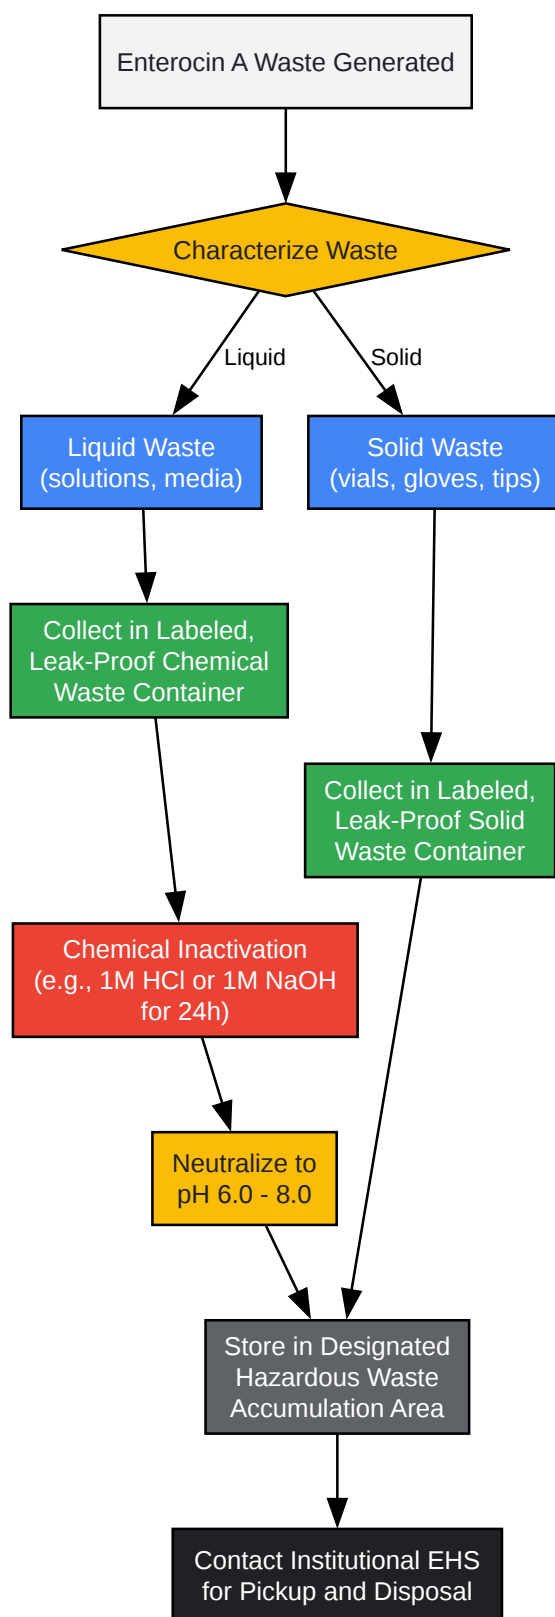 Enterocin A Waste Generated
Characterize Waste
Liquid
Solid
Liquid Waste
(solutions, media)
Solid Waste
(vials, gloves, tips)
Collect in Labeled,
Leak-Proof Chemical
Waste Container
Collect in Labeled,
Leak-Proof Solid
Waste Container
Chemical Inactivation
(e.g., 1M HCl or 1M NaOH
for 24h)
Neutralize to
pH 6.0 - 8.0
Store in Designated
Hazardous Waste
Accumulation Area
Contact Institutional EHS
for Pickup and Disposal